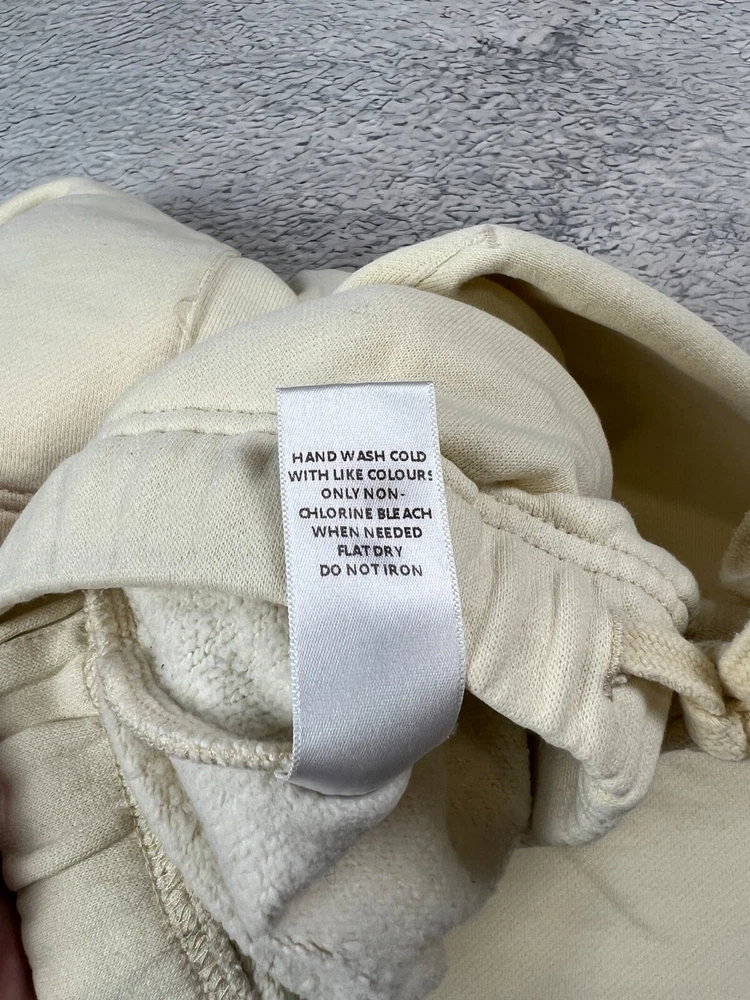 HAND WASH COLD
WITH LIKE COLOURS
ONLY NON-
CHLORINE BLEACH
WHEN NEEDED
FLAT DRY
DO NOT IRON